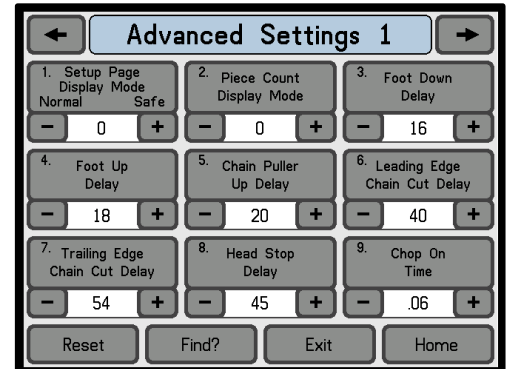 Advanced Settings 1
1. Setup Page
Display Mode
Normal Safe
- 0 +
2. Piece Count
Display Mode
- 0 +
3. Foot Down
Delay
- 16 +
4. Foot Up
Delay
- 18 +
5. Chain Puller
Up Delay
- 20 +
6. Leading Edge
Chain Cut Delay
- 40 +
7. Trailing Edge
Chain Cut Delay
- 54 +
8. Head Stop
Delay
- 45 +
9. Chop On
Time
- .06 +
Reset Find? Exit Home